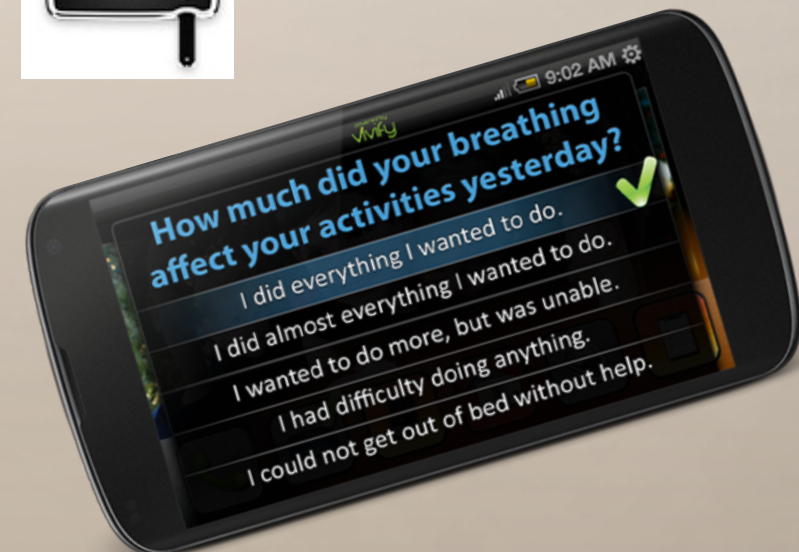 9:02 AM
Vivify
How much did your breathing
affect your activities yesterday?
I did everything I wanted to do.
I did almost everything I wanted to do.
I wanted to do more, but was unable.
I had difficulty doing anything.
I could not get out of bed without help.